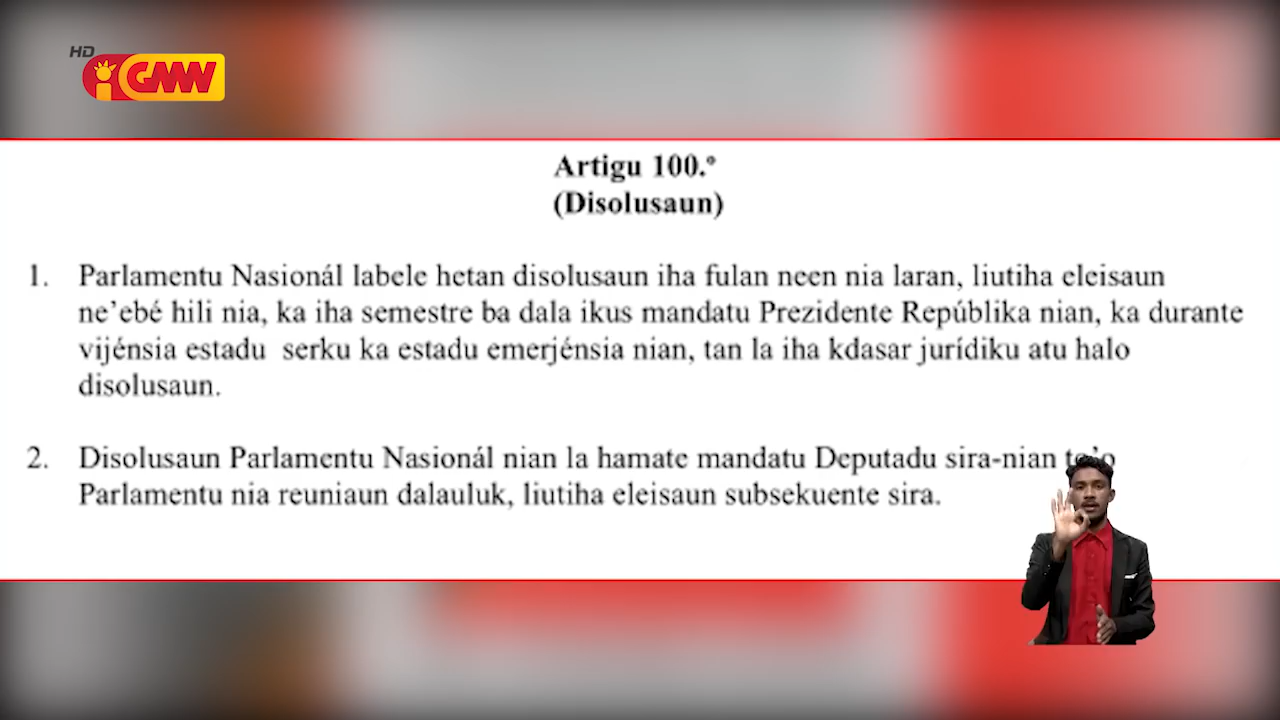 HD
GMW
Artigu 100.º
(Disolusaun)
1. Parlamentu Nasionál labele hetan disolusaun iha fulan neen nia laran, liutiha eleisaun
ne’ebé hili nia, ka iha semestre ba dala ikus mandatu Prezidente Repúblika nian, ka durante
vijénsia estadu serku ka estadu emerjénsia nian, tan la iha kdasar jurídiku atu halo
disolusaun.
2. Disolusaun Parlamentu Nasionál nian la hamate mandatu Deputadu sira-nian
Parlamentu nia reuniaun dalauluk, liutiha eleisaun subsekuente sira.